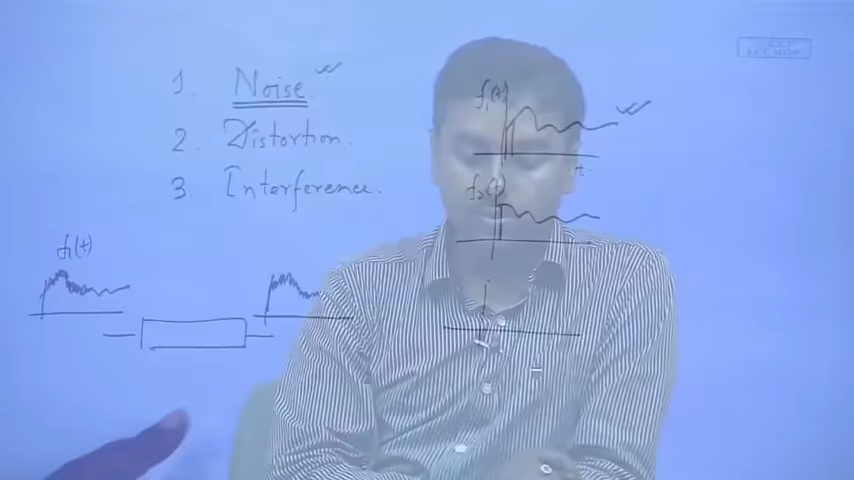 1. Noise
2. Distortion.
3. Interference.
f₁(t)
t.
f₂(t)
f₁(t)